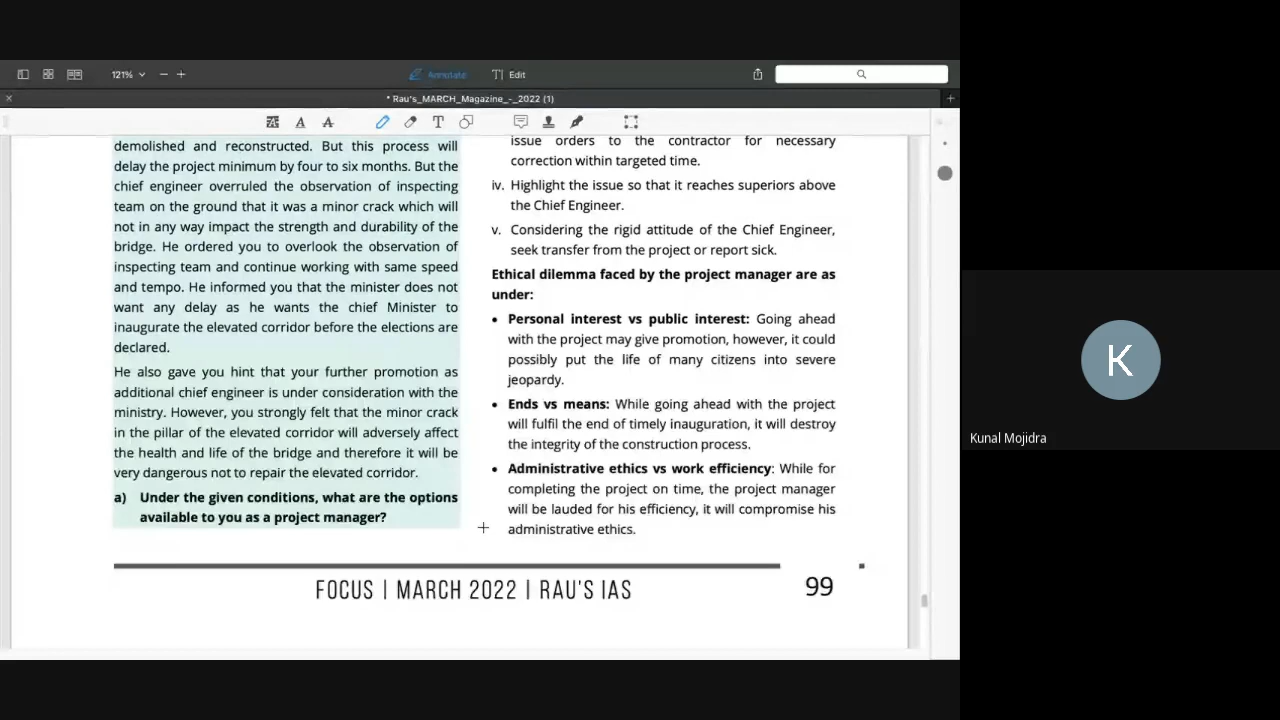 121%
Annotate
Edit
* Rau's_MARCH_Magazine_-_2022 (1)
demolished and reconstructed. But this process will
delay the project minimum by four to six months. But the
chief engineer overruled the observation of inspecting
team on the ground that it was a minor crack which will
not in any way impact the strength and durability of the
bridge. He ordered you to overlook the observation of
inspecting team and continue working with same speed
and tempo. He informed you that the minister does not
want any delay as he wants the chief Minister to
inaugurate the elevated corridor before the elections are
declared.
He also gave you hint that your further promotion as
additional chief engineer is under consideration with the
ministry. However, you strongly felt that the minor crack
in the pillar of the elevated corridor will adversely affect
the health and life of the bridge and therefore it will be
very dangerous not to repair the elevated corridor.
a) Under the given conditions, what are the options
available to you as a project manager?
issue orders to the contractor for necessary
correction within targeted time.
iv. Highlight the issue so that it reaches superiors above
the Chief Engineer.
v. Considering the rigid attitude of the Chief Engineer,
seek transfer from the project or report sick.
Ethical dilemma faced by the project manager are as
under:
• Personal interest vs public interest: Going ahead
with the project may give promotion, however, it could
possibly put the life of many citizens into severe
jeopardy.
• Ends vs means: While going ahead with the project
will fulfil the end of timely inauguration, it will destroy
the integrity of the construction process.
• Administrative ethics vs work efficiency: While for
completing the project on time, the project manager
will be lauded for his efficiency, it will compromise his
administrative ethics.
FOCUS | MARCH 2022 | RAU'S IAS
99
K
Kunal Mojidra